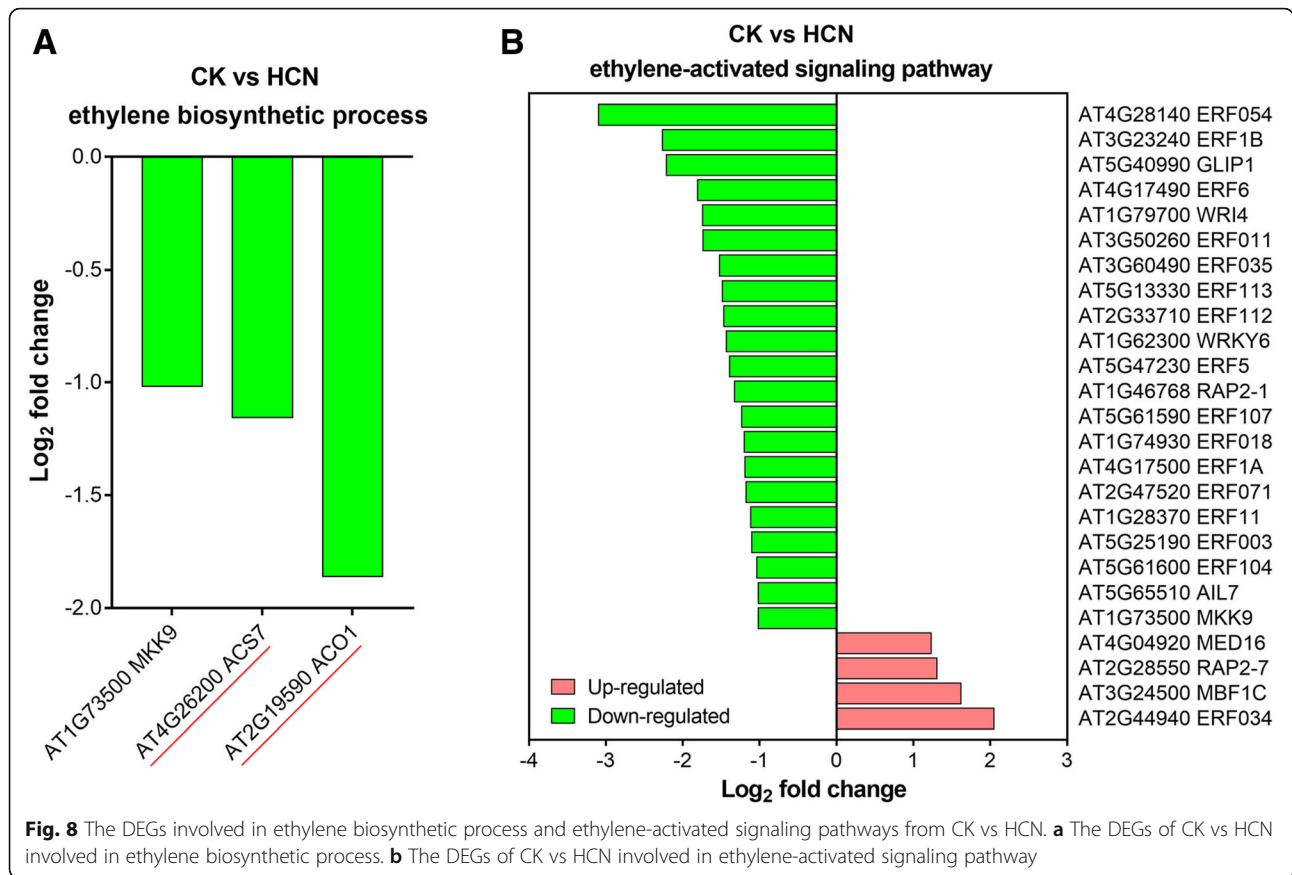 A
CK vs HCN
ethylene biosynthetic process
Log2 fold change
0.0
-0.5
-1.0
-1.5
-2.0
AT1G73500 MKK9
AT4G26200 ACS7
AT2G19590 ACO1
B
CK vs HCN
ethylene-activated signaling pathway
AT4G28140 ERF054
AT3G23240 ERF1B
AT5G40990 GLIP1
AT4G17490 ERF6
AT1G79700 WRI4
AT3G50260 ERF011
AT3G60490 ERF035
AT5G13330 ERF113
AT2G33710 ERF112
AT1G62300 WRKY6
AT5G47230 ERF5
AT1G46768 RAP2-1
AT5G61590 ERF107
AT1G74930 ERF018
AT4G17500 ERF1A
AT2G47520 ERF071
AT1G28370 ERF11
AT5G25190 ERF003
AT5G61600 ERF104
AT5G65510 AIL7
AT1G73500 MKK9
AT4G04920 MED16
AT2G28550 RAP2-7
AT3G24500 MBF1C
AT2G44940 ERF034
Up-regulated
Down-regulated
-4 -3 -2 -1 0 1 2 3
Log2 fold change
Fig. 8 The DEGs involved in ethylene biosynthetic process and ethylene-activated signaling pathways from CK vs HCN. a The DEGs of CK vs HCN
involved in ethylene biosynthetic process. b The DEGs of CK vs HCN involved in ethylene-activated signaling pathway